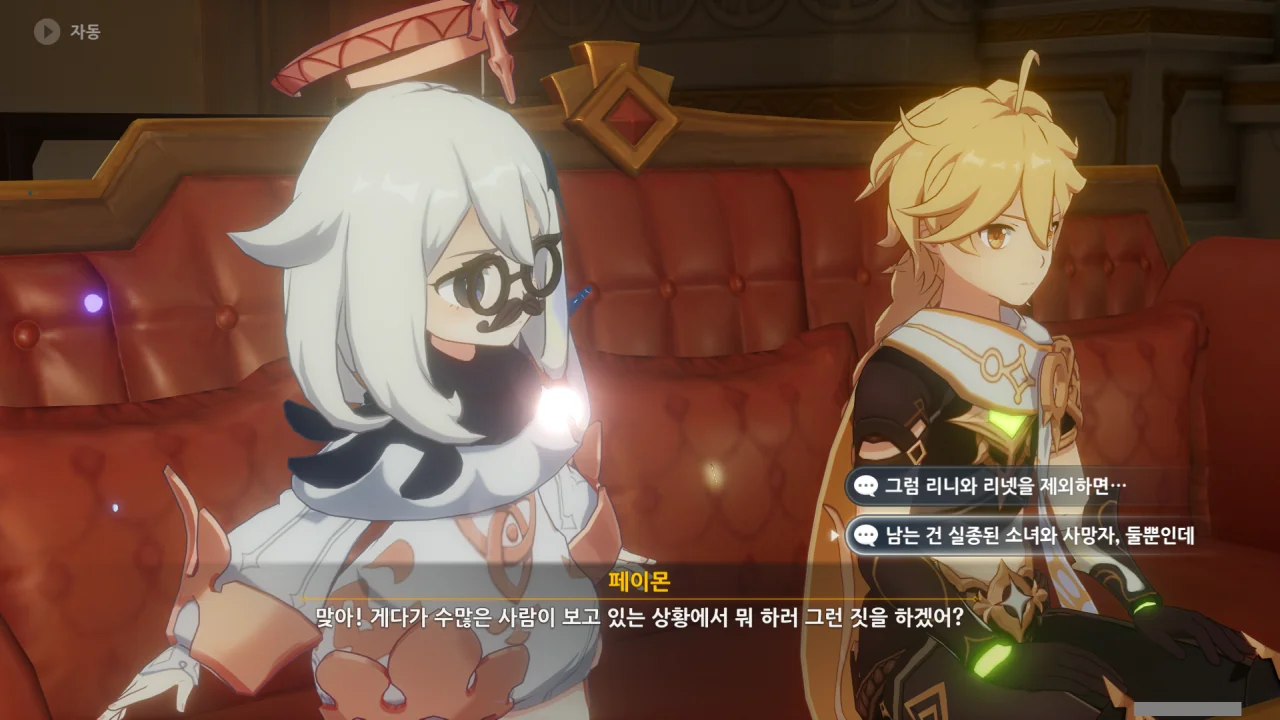 자동
그럼 리니와 리넷을 제외하면…
남는 건 실종된 소녀와 사망자, 둘뿐인데
페이몬
맞아! 게다가 수많은 사람이 보고 있는 상황에서 뭐 하러 그런 짓을 하겠어?